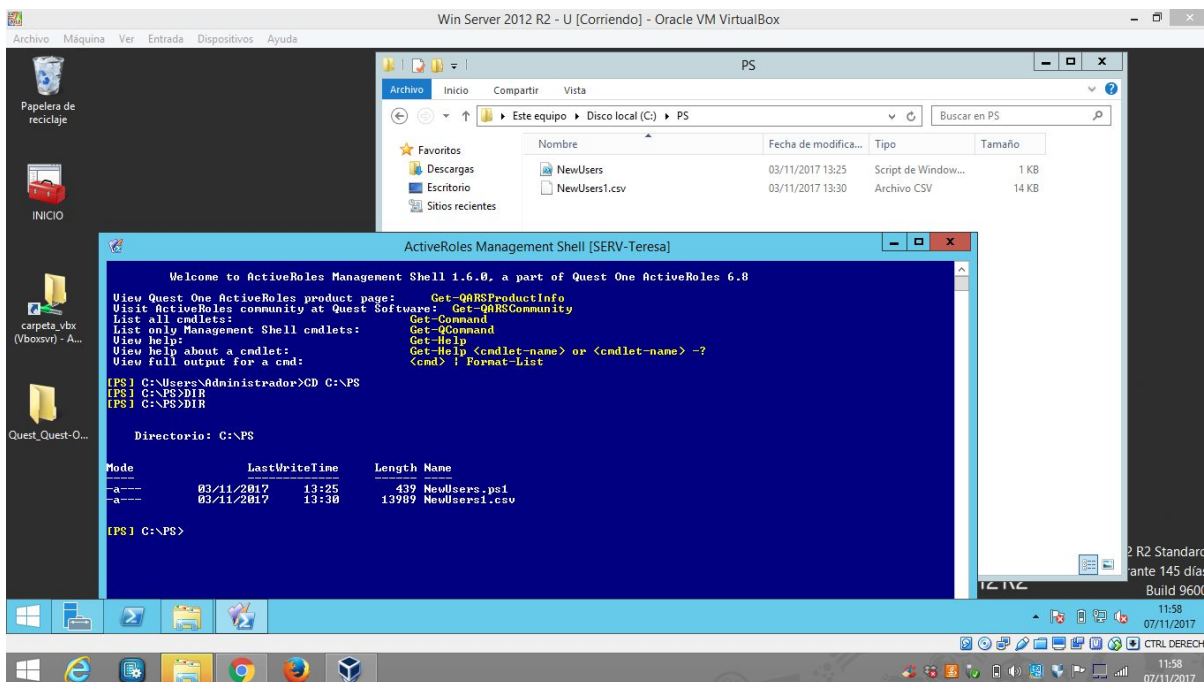 Win Server 2012 R2 - U [Corriendo] - Oracle VM VirtualBox
Archivo Máquina Ver Entrada Dispositivos Ayuda
Papelera de
reciclaje
INICIO
carpeta_vbx
(Vboxsvr) - A...
Quest_Quest-O...
PS
Archivo Inicio Compartir Vista
Este equipo Disco local (C:) PS
Buscar en PS
Favoritos
Descargas
Escritorio
Sitios recientes
Nombre Fecha de modifica... Tipo Tamaño
NewUsers 03/11/2017 13:25 Script de Window... 1 KB
NewUsers1.csv 03/11/2017 13:30 Archivo CSV 14 KB
ActiveRoles Management Shell [SERV-Teresa]
Welcome to ActiveRoles Management Shell 1.6.0, a part of Quest One ActiveRoles 6.8
View Quest One ActiveRoles product page: Get-QARSProductInfo
Visit ActiveRoles community at Quest Software: Get-QARSCommunity
List all cmdlets: Get-Command
List only Management Shell cmdlets: Get-QCommand
View help: Get-Help
View help about a cmdlet: Get-Help <cmdlet-name> or <cmdlet-name> -?
View full output for a cmd: <cmd> | Format-List
[PS] C:\Users\Administrador>CD C:\PS
[PS] C:\PS>DIR
[PS] C:\PS>DIR
Directorio: C:\PS
Mode LastWriteTime Length Name
---- ------------- ------ ----
-a--- 03/11/2017 13:25 439 NewUsers.ps1
-a--- 03/11/2017 13:30 13989 NewUsers1.csv
[PS] C:\PS>
2 R2 Standard
rante 145 días
Build 9600
11:58
07/11/2017
CTRL DERECH
11:58
07/11/2017